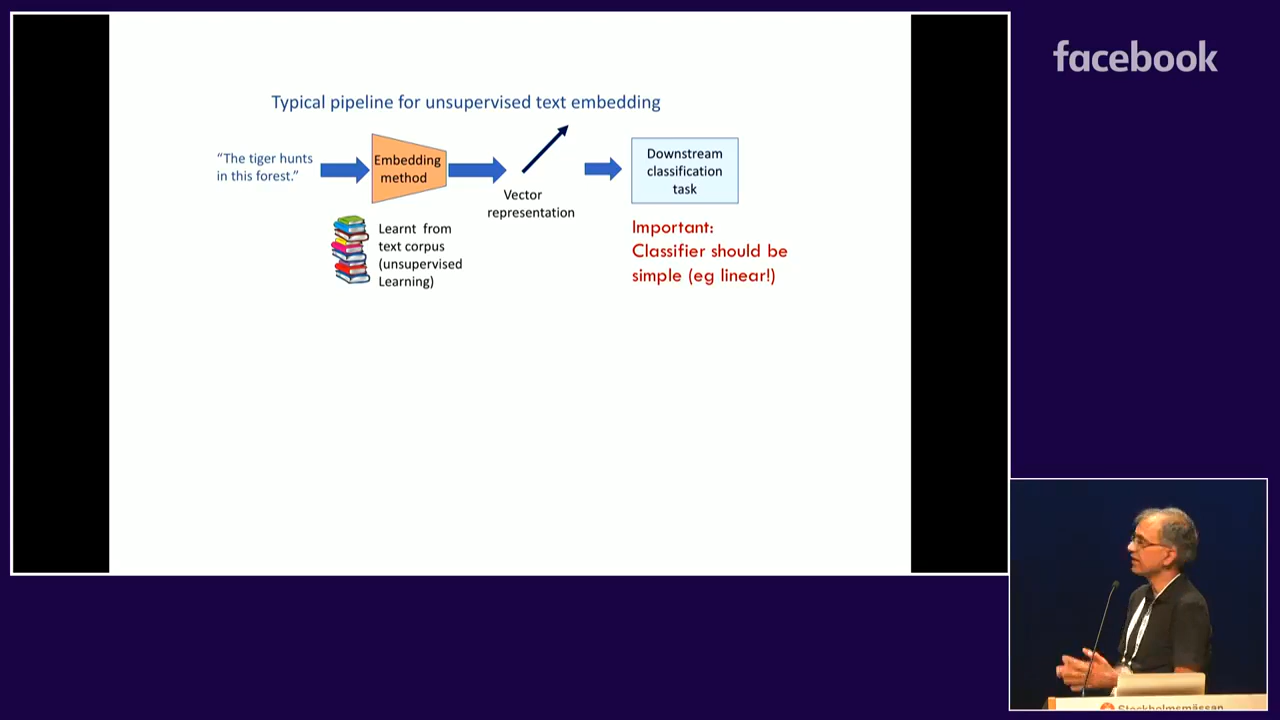 facebook
Typical pipeline for unsupervised text embedding
“The tiger hunts
in this forest.”
Embedding
method
Vector
representation
Downstream
classification
task
Learnt from
text corpus
(unsupervised
Learning)
Important:
Classifier should be
simple (eg linear!)
Stockholmsmässan